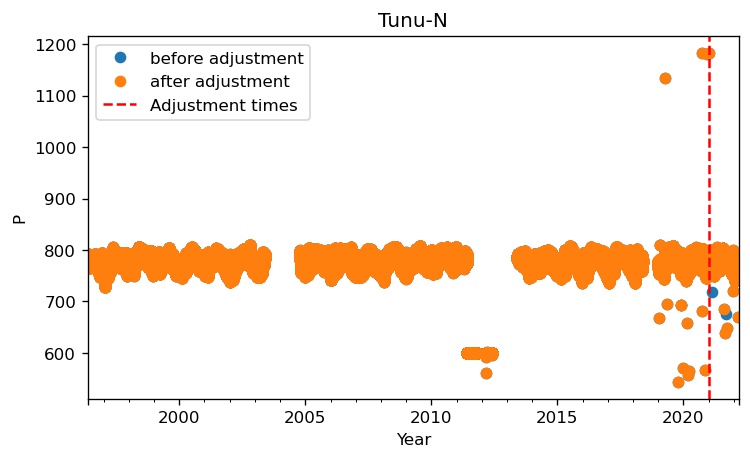 Tunu-N
before adjustment
after adjustment
Adjustment times
P
1200
1100
1000
900
800
700
600
2000
2005
2010
2015
2020
Year